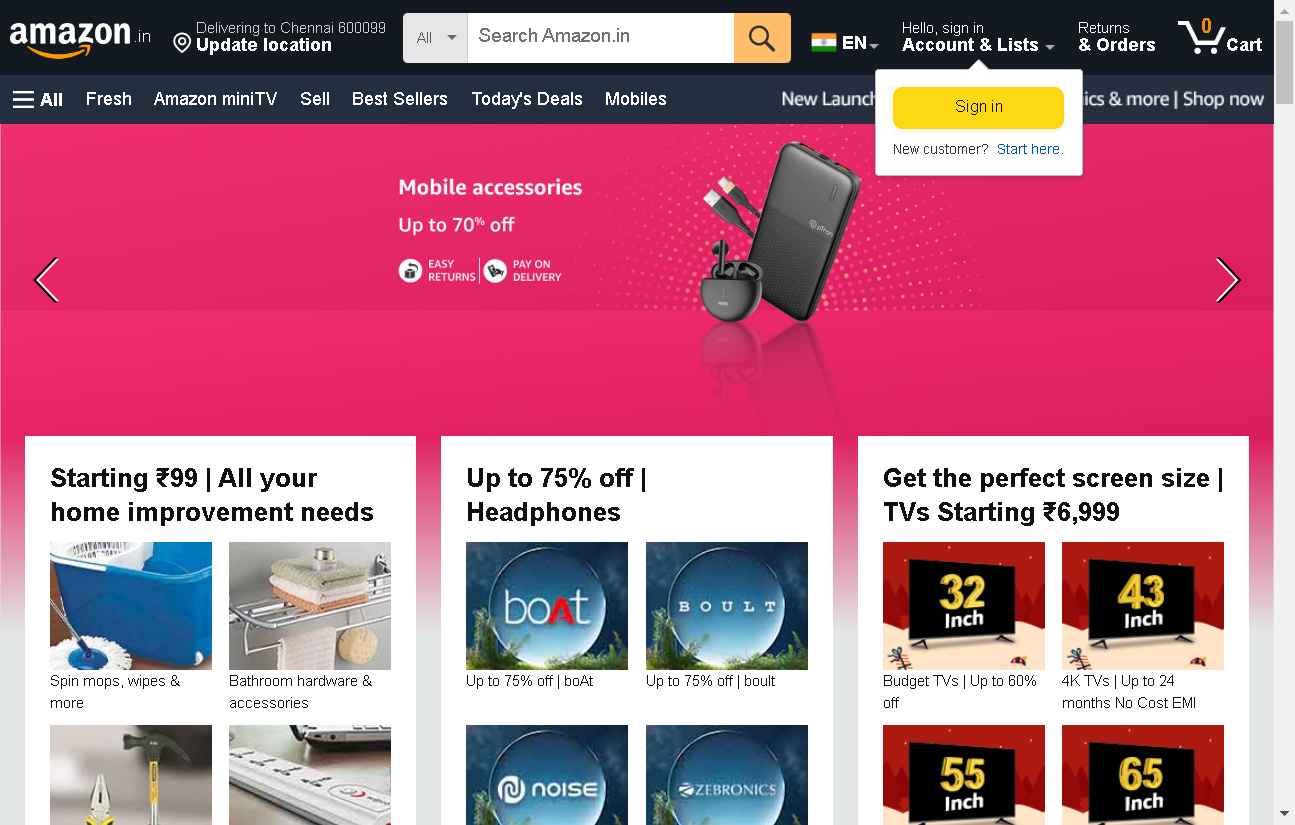 amazon.in
Delivering to Chennai 600099
Update location
All
Search Amazon.in
EN
Hello, sign in
Account & Lists
Returns
& Orders
0
Cart
All
Fresh
Amazon miniTV
Sell
Best Sellers
Today's Deals
Mobiles
New Launch
ics & more | Shop now
Sign in
New customer? Start here.
Mobile accessories
Up to 70% off
EASY
RETURNS
PAY ON
DELIVERY
pTron
Starting ₹99 | All your
home improvement needs
Spin mops, wipes &
more
Bathroom hardware &
accessories
Up to 75% off |
Headphones
boAt
BOULT
Up to 75% off | boAt
Up to 75% off | boult
NOISE
ZEBRONICS
Get the perfect screen size |
TVs Starting ₹6,999
32
Inch
43
Inch
Budget TVs | Up to 60%
off
4K TVs | Up to 24
months No Cost EMI
55
Inch
65
Inch